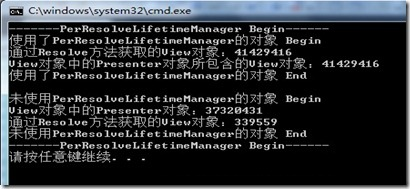 C:\windows\system32\cmd.exe
-------PerResolveLifetimeManager Begin------
使用了PerResolveLifetimeManager的对象 Begin
通过Resolve方法获取的View对象：41429416
View对象中的Presenter对象所包含的View对象：41429416
使用了PerResolveLifetimeManager的对象 End
未使用PerResolveLifetimeManager的对象 Begin
View对象中的Presenter对象：37320431
通过Resolve方法获取的View对象：339559
未使用PerResolveLifetimeManager的对象 End
-------PerResolveLifetimeManager Begin------
请按任意键继续. . .